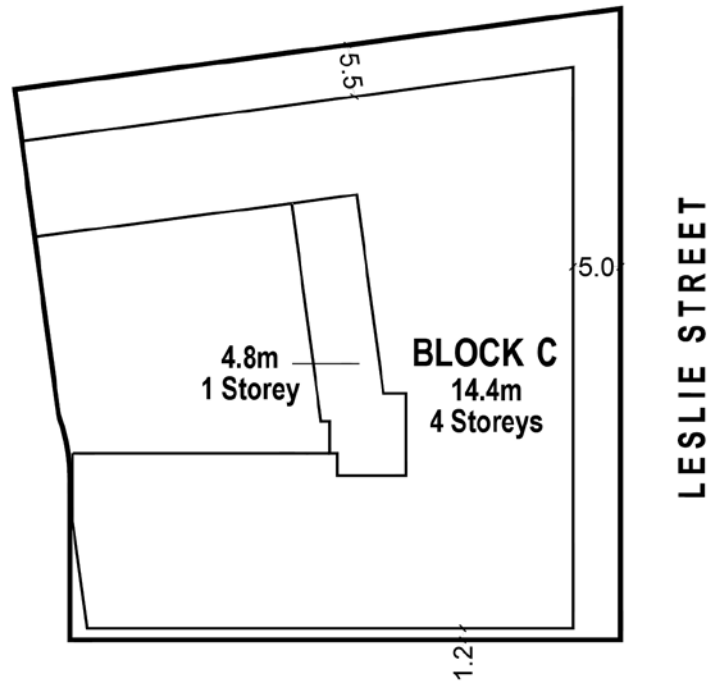 5.5
5.0
LESLIE STREET
4.8m
1 Storey
BLOCK C
14.4m
4 Storeys
1.2